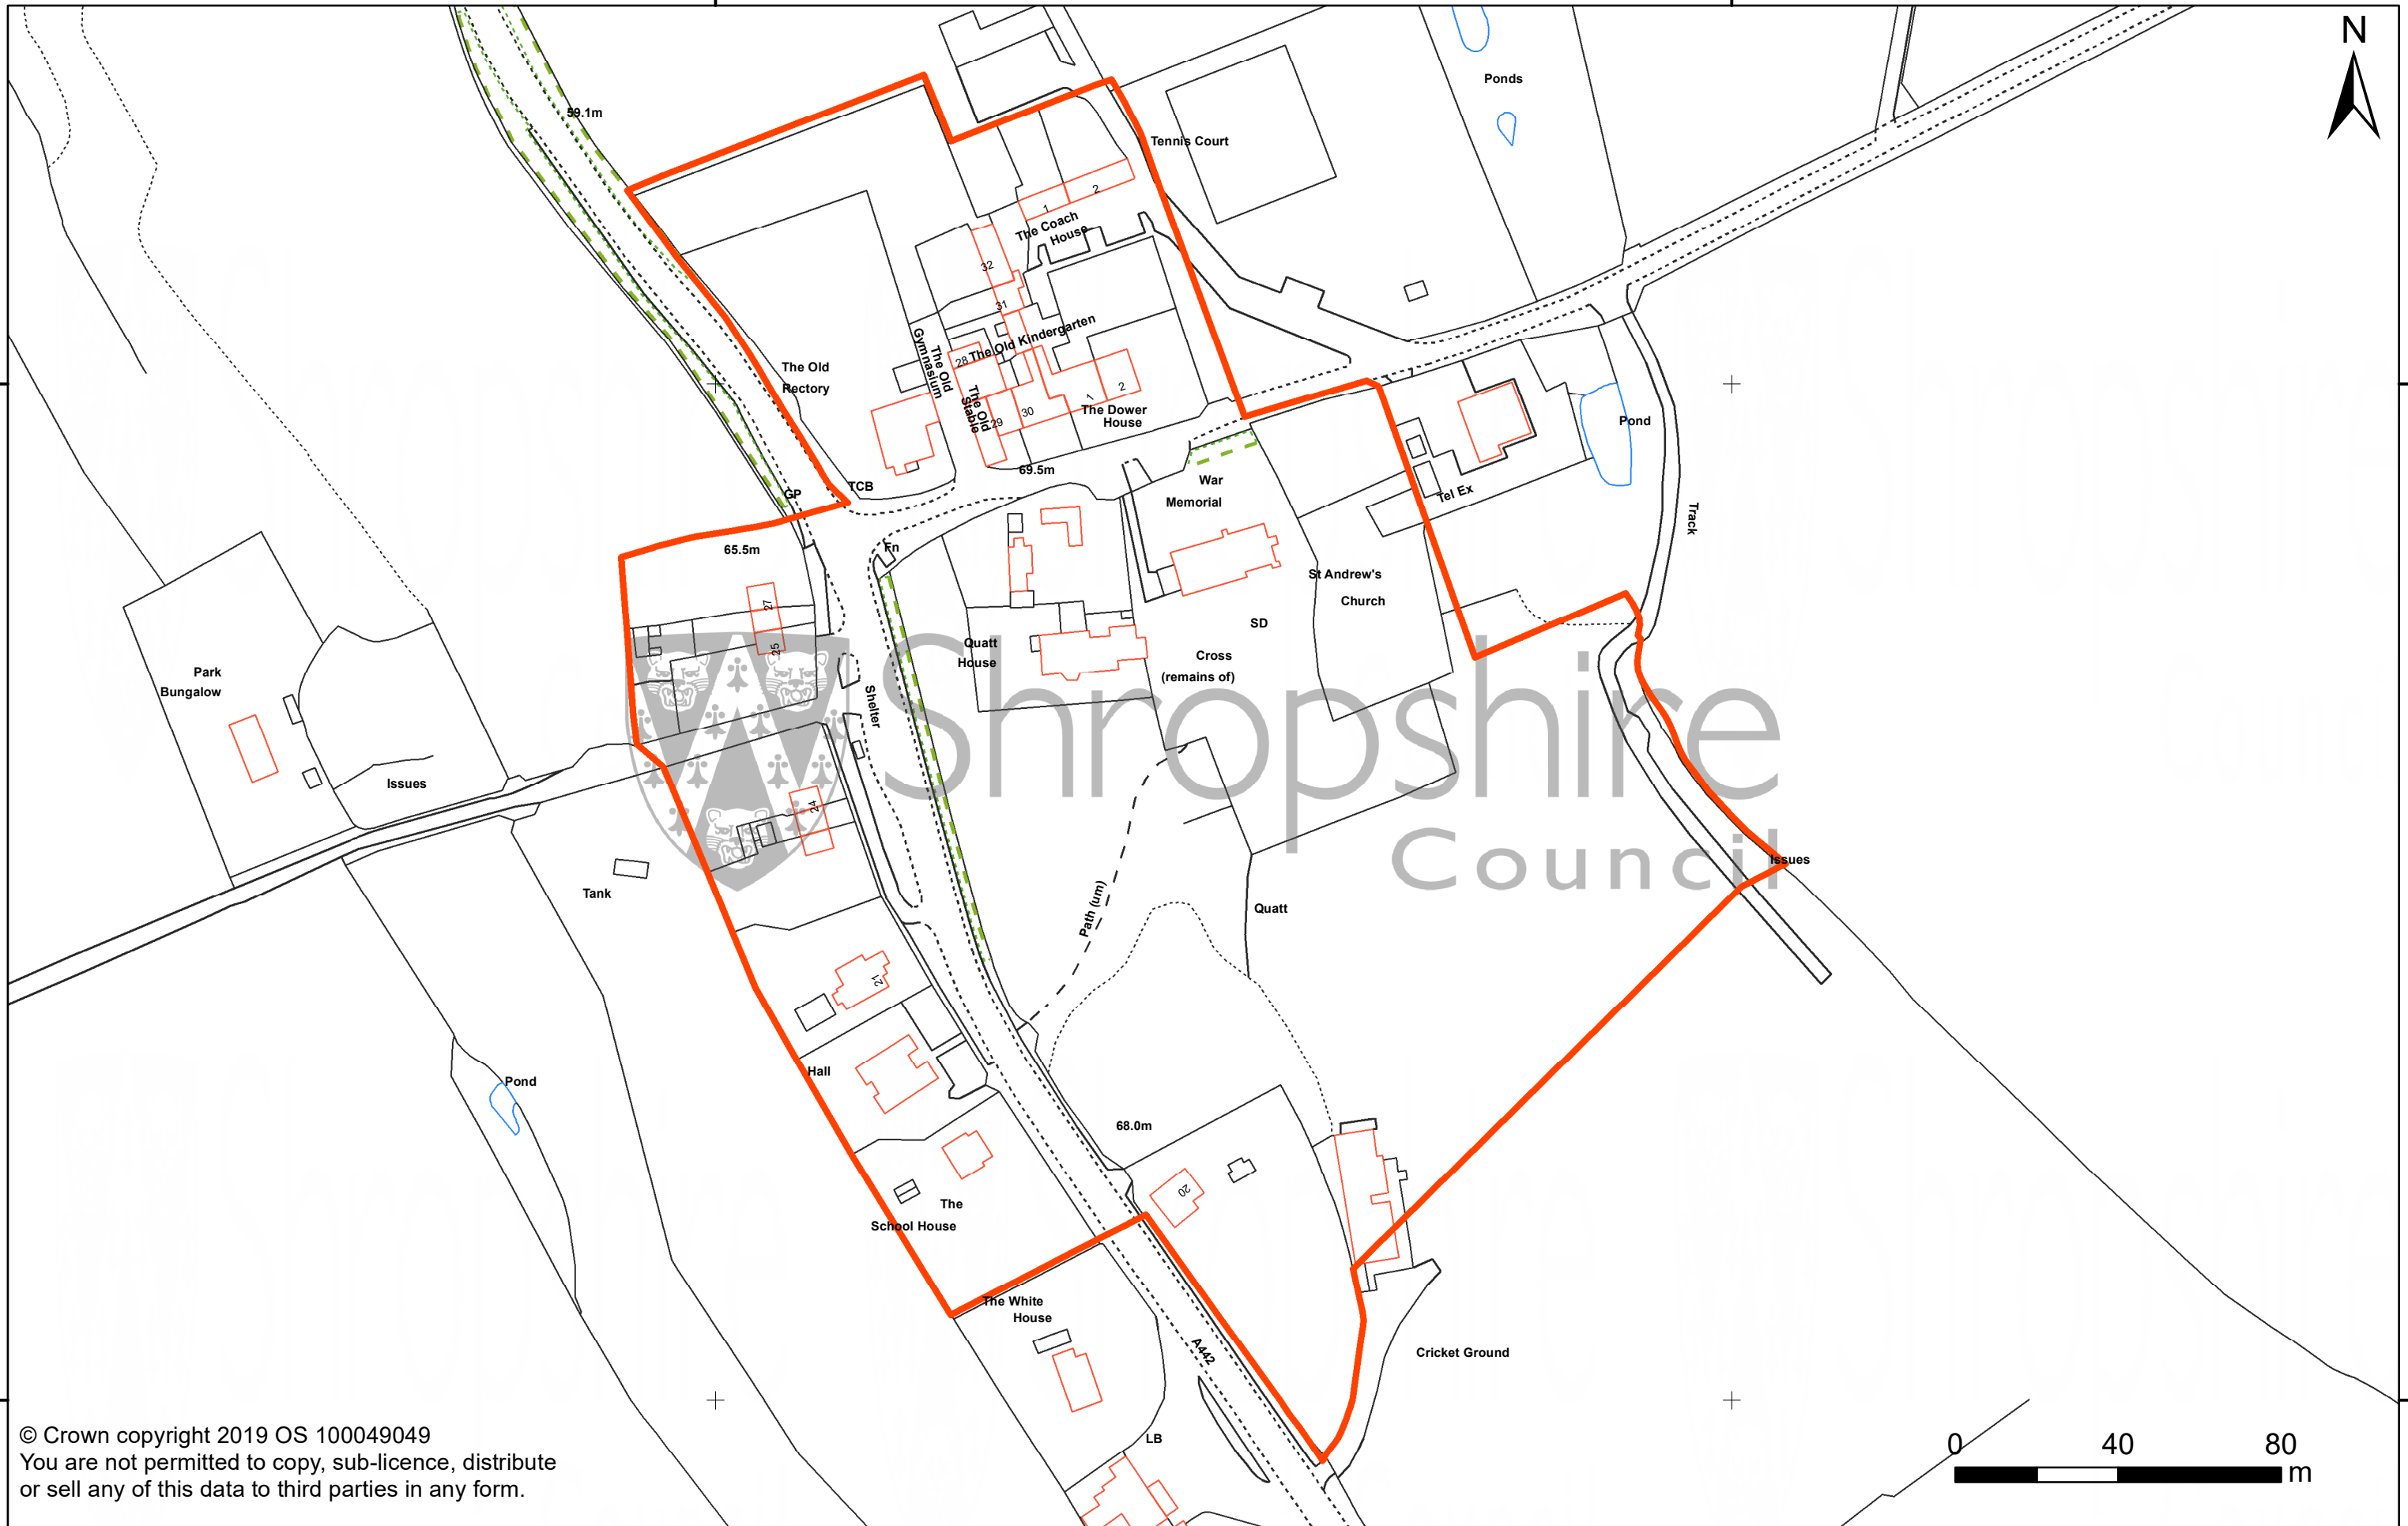 N
Ponds
59.1m
Tennis Court
2
1
The Coach
House
32
31
The Old Kindergarten
28
The Old
Gymnasium
The Old
Rectory
2
1
The Old
Stable
30
29
The Dower
House
Pond
69.5m
War
Memorial
Tel Ex
TCB
GP
Track
65.5m
Fn
St Andrew's
Church
27
SD
25
Quatt
House
Cross
(remains of)
Park
Bungalow
Shelter
Shropshire
Council
Issues
24
Issues
Tank
Path (um)
Quatt
21
Hall
Pond
68.0m
20
The
School House
The White
House
A442
Cricket Ground
LB
© Crown copyright 2019 OS 100049049
You are not permitted to copy, sub-licence, distribute
or sell any of this data to third parties in any form.
0 40 80
m